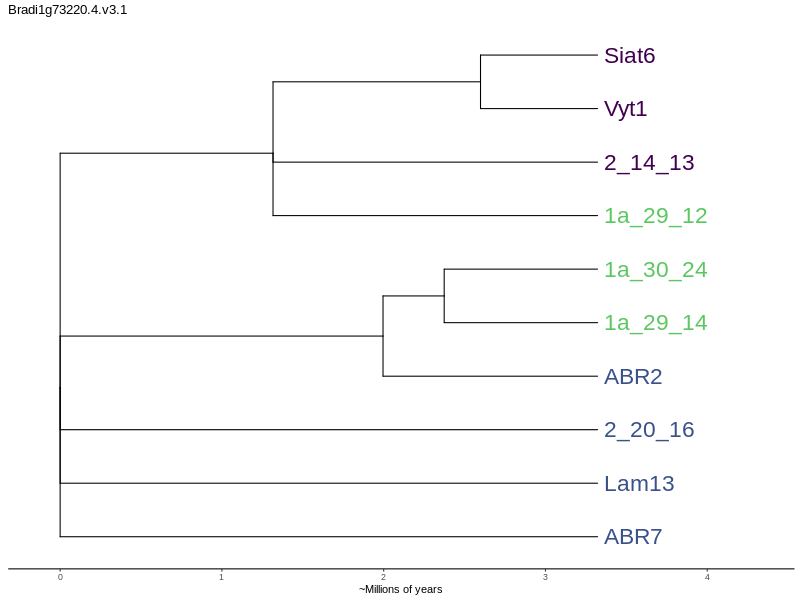 Bradi1g73220.4.v3.1
Siat6
Vyt1
2_14_13
1a_29_12
1a_30_24
1a_29_14
ABR2
2_20_16
Lam13
ABR7
0 1 2 3 4
~Millions of years